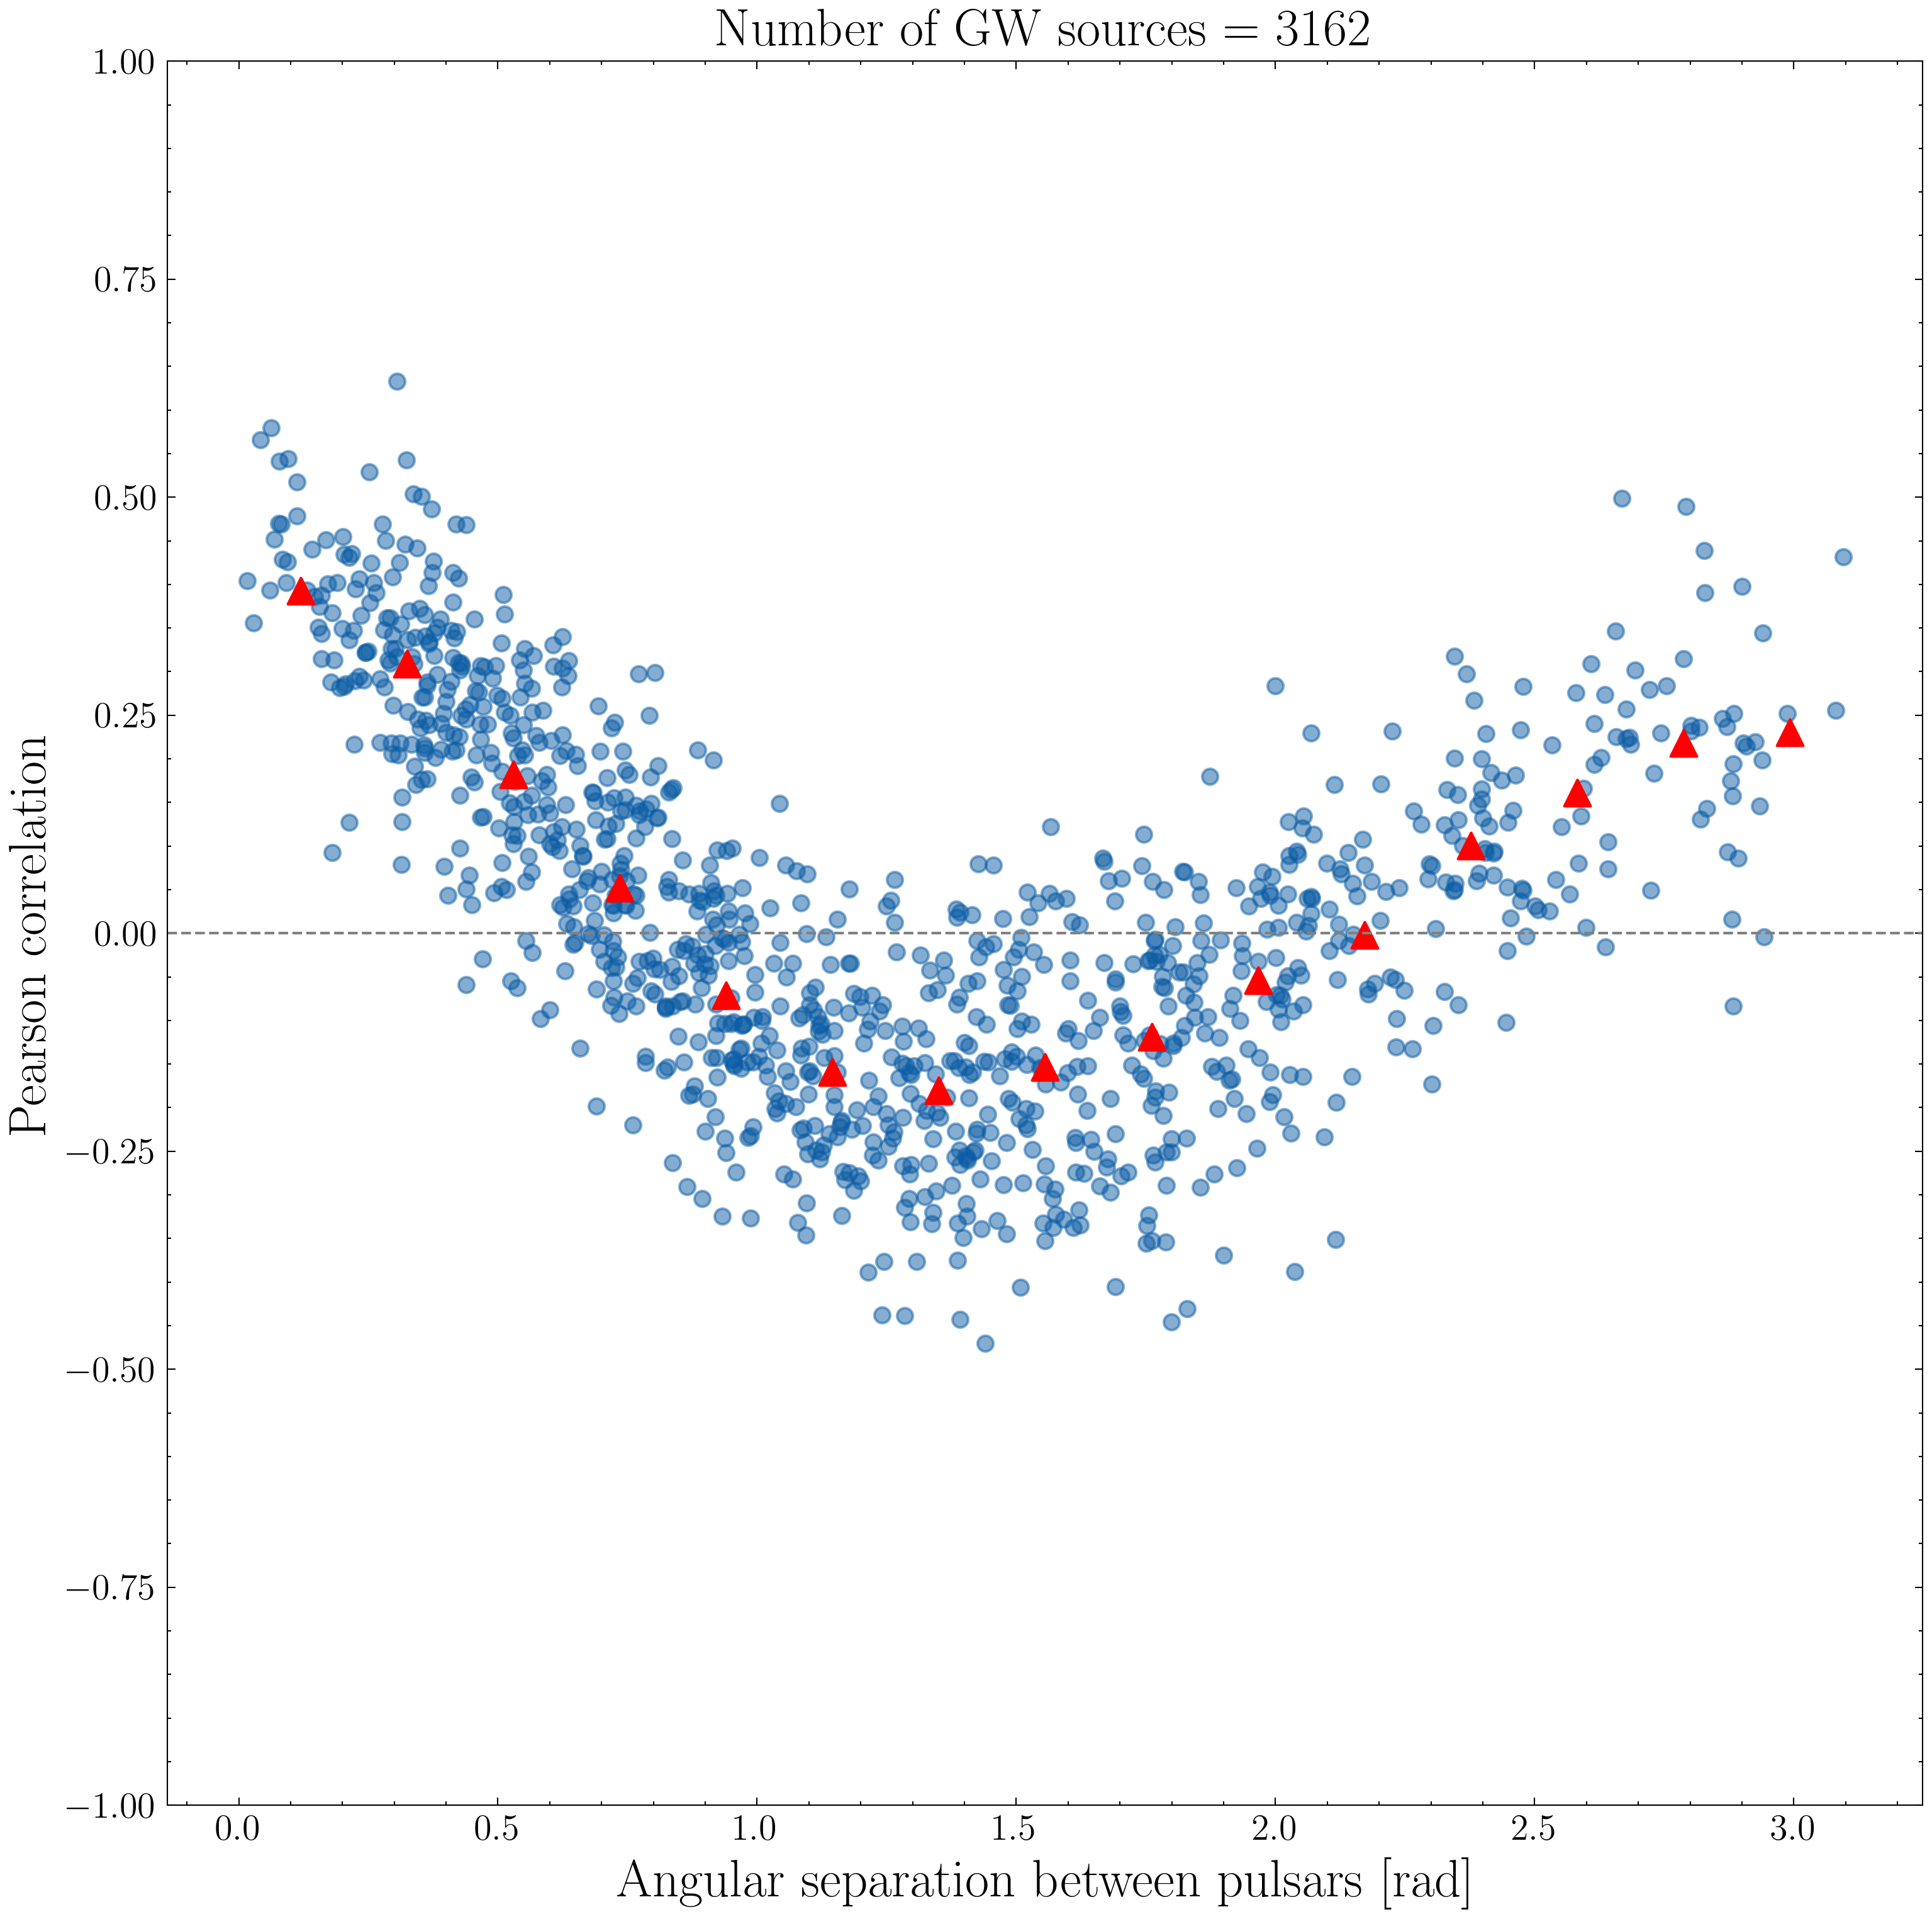 Number of GW sources = 3162
1.00
0.75
0.50
0.25
0.00
−0.25
−0.50
−0.75
−1.00
Pearson correlation
0.0 0.5 1.0 1.5 2.0 2.5 3.0
Angular separation between pulsars [rad]